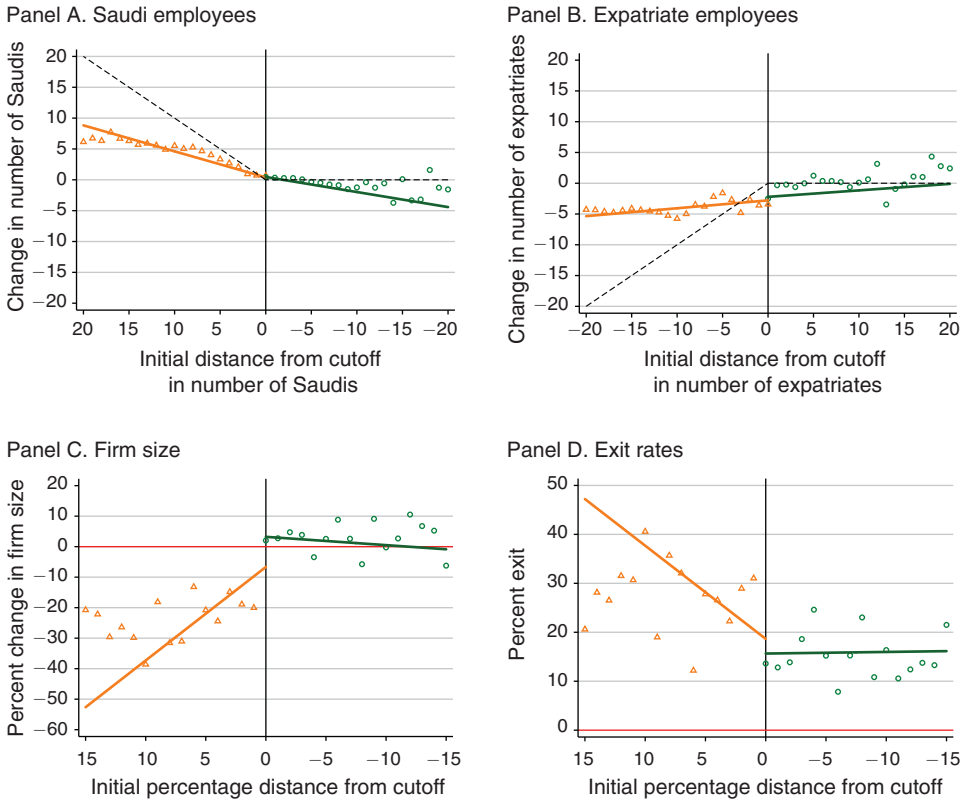 Panel A. Saudi employees
Change in number of Saudis
20
15
10
5
0
−5
−10
−15
−20
20 15 10 5 0 −5 −10 −15 −20
Initial distance from cutoff
in number of Saudis
Panel B. Expatriate employees
Change in number of expatriates
20
15
10
5
0
−5
−10
−15
−20
−20 −15 −10 −5 0 5 10 15 20
Initial distance from cutoff
in number of expatriates
Panel C. Firm size
Percent change in firm size
20
10
0
−10
−20
−30
−40
−50
−60
15 10 5 0 −5 −10 −15
Initial percentage distance from cutoff
Panel D. Exit rates
Percent exit
50
40
30
20
10
0
15 10 5 0 −5 −10 −15
Initial percentage distance from cutoff